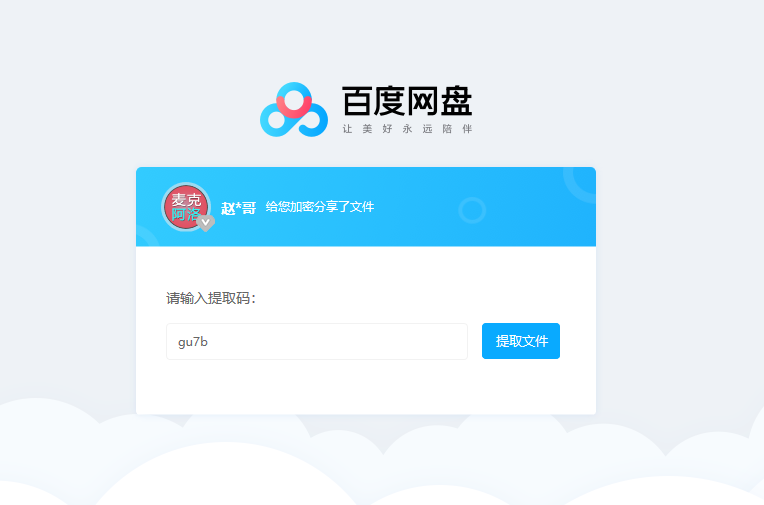 百度网盘
让美好永远陪伴
麦克
阿洛
赵*哥 给您加密分享了文件
请输入提取码：
gu7b
提取文件